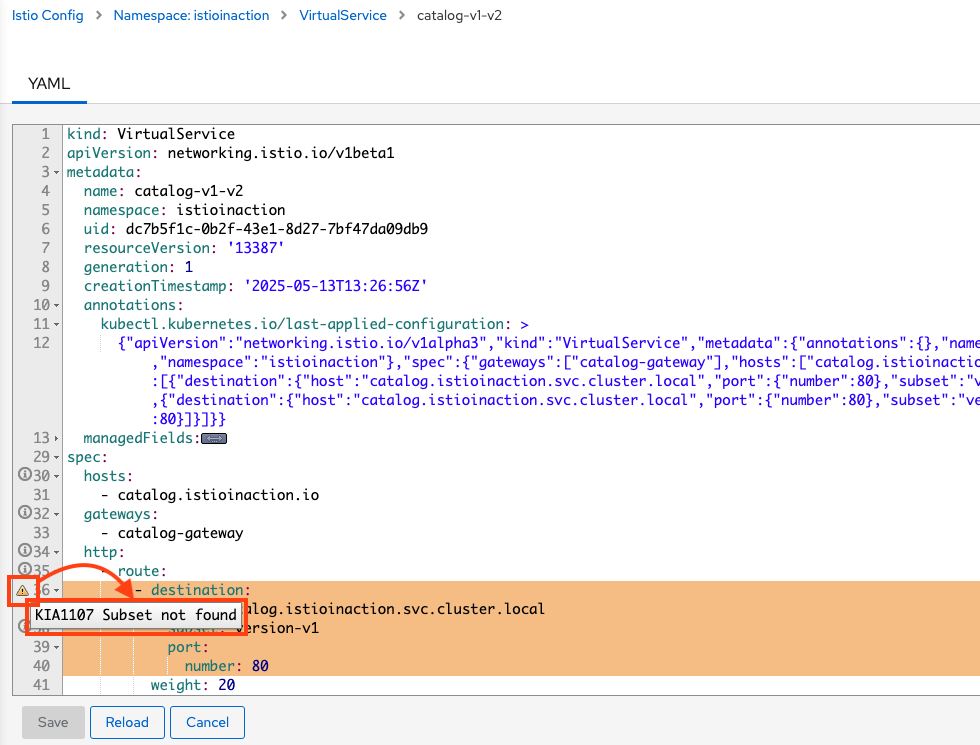 Istio Config > Namespace: istioinaction > VirtualService > catalog-v1-v2
YAML
1 kind: VirtualService
2 apiVersion: networking.istio.io/v1beta1
3 metadata:
4 name: catalog-v1-v2
5 namespace: istioinaction
6 uid: dc7b5f1c-0b2f-43e1-8d27-7bf47da09db9
7 resourceVersion: '13387'
8 generation: 1
9 creationTimestamp: '2025-05-13T13:26:56Z'
10 annotations:
11 kubectl.kubernetes.io/last-applied-configuration: >
12 {"apiVersion":"networking.istio.io/v1alpha3","kind":"VirtualService","metadata":{"annotations":{},"name
,"namespace":"istioinaction"},"spec":{"gateways":["catalog-gateway"],"hosts":["catalog.istioinactio
:[{"destination":{"host":"catalog.istioinaction.svc.cluster.local","port":{"number":80},"subset":"v
,{"destination":{"host":"catalog.istioinaction.svc.cluster.local","port":{"number":80},"subset":"ve
:80}]}]}}
13 managedFields:
29 spec:
30 hosts:
31 - catalog.istioinaction.io
32 gateways:
33 - catalog-gateway
34 http:
35 - route:
36 - destination:
KIA1107 Subset not found
alog.istioinaction.svc.cluster.local
subset: version-v1
39 port:
40 number: 80
41 weight: 20
Save Reload Cancel